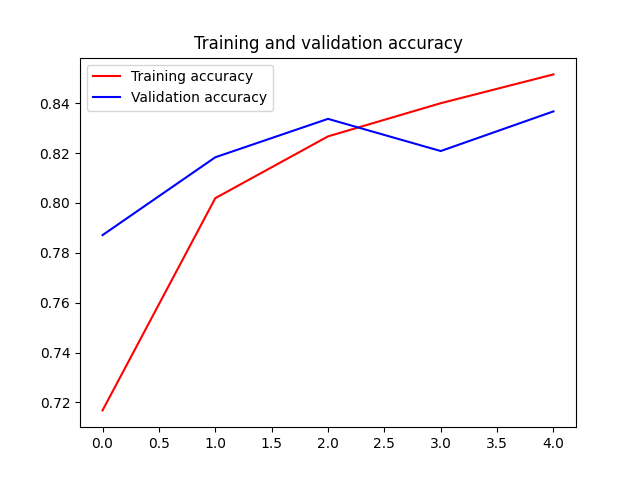 Training and validation accuracy
Training accuracy
Validation accuracy
0.84
0.82
0.80
0.78
0.76
0.74
0.72
0.0 0.5 1.0 1.5 2.0 2.5 3.0 3.5 4.0